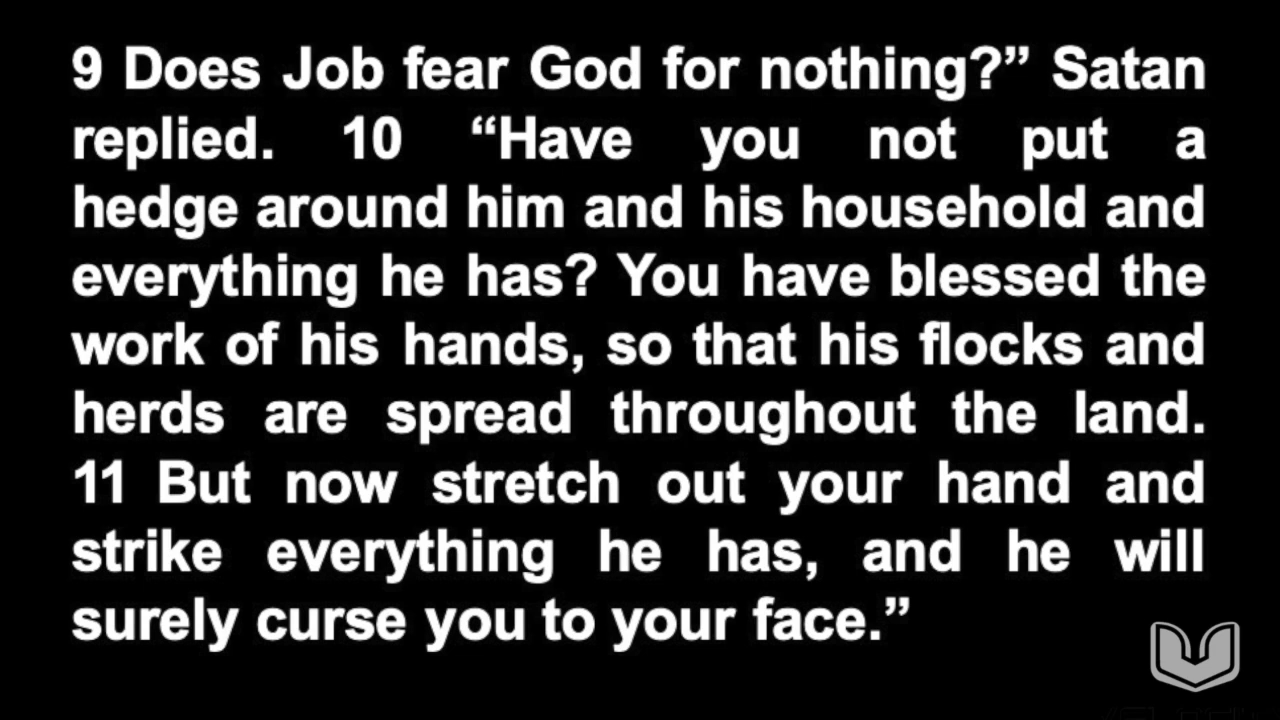 9 Does Job fear God for nothing?” Satan
replied. 10 “Have you not put a
hedge around him and his household and
everything he has? You have blessed the
work of his hands, so that his flocks and
herds are spread throughout the land.
11 But now stretch out your hand and
strike everything he has, and he will
surely curse you to your face.”